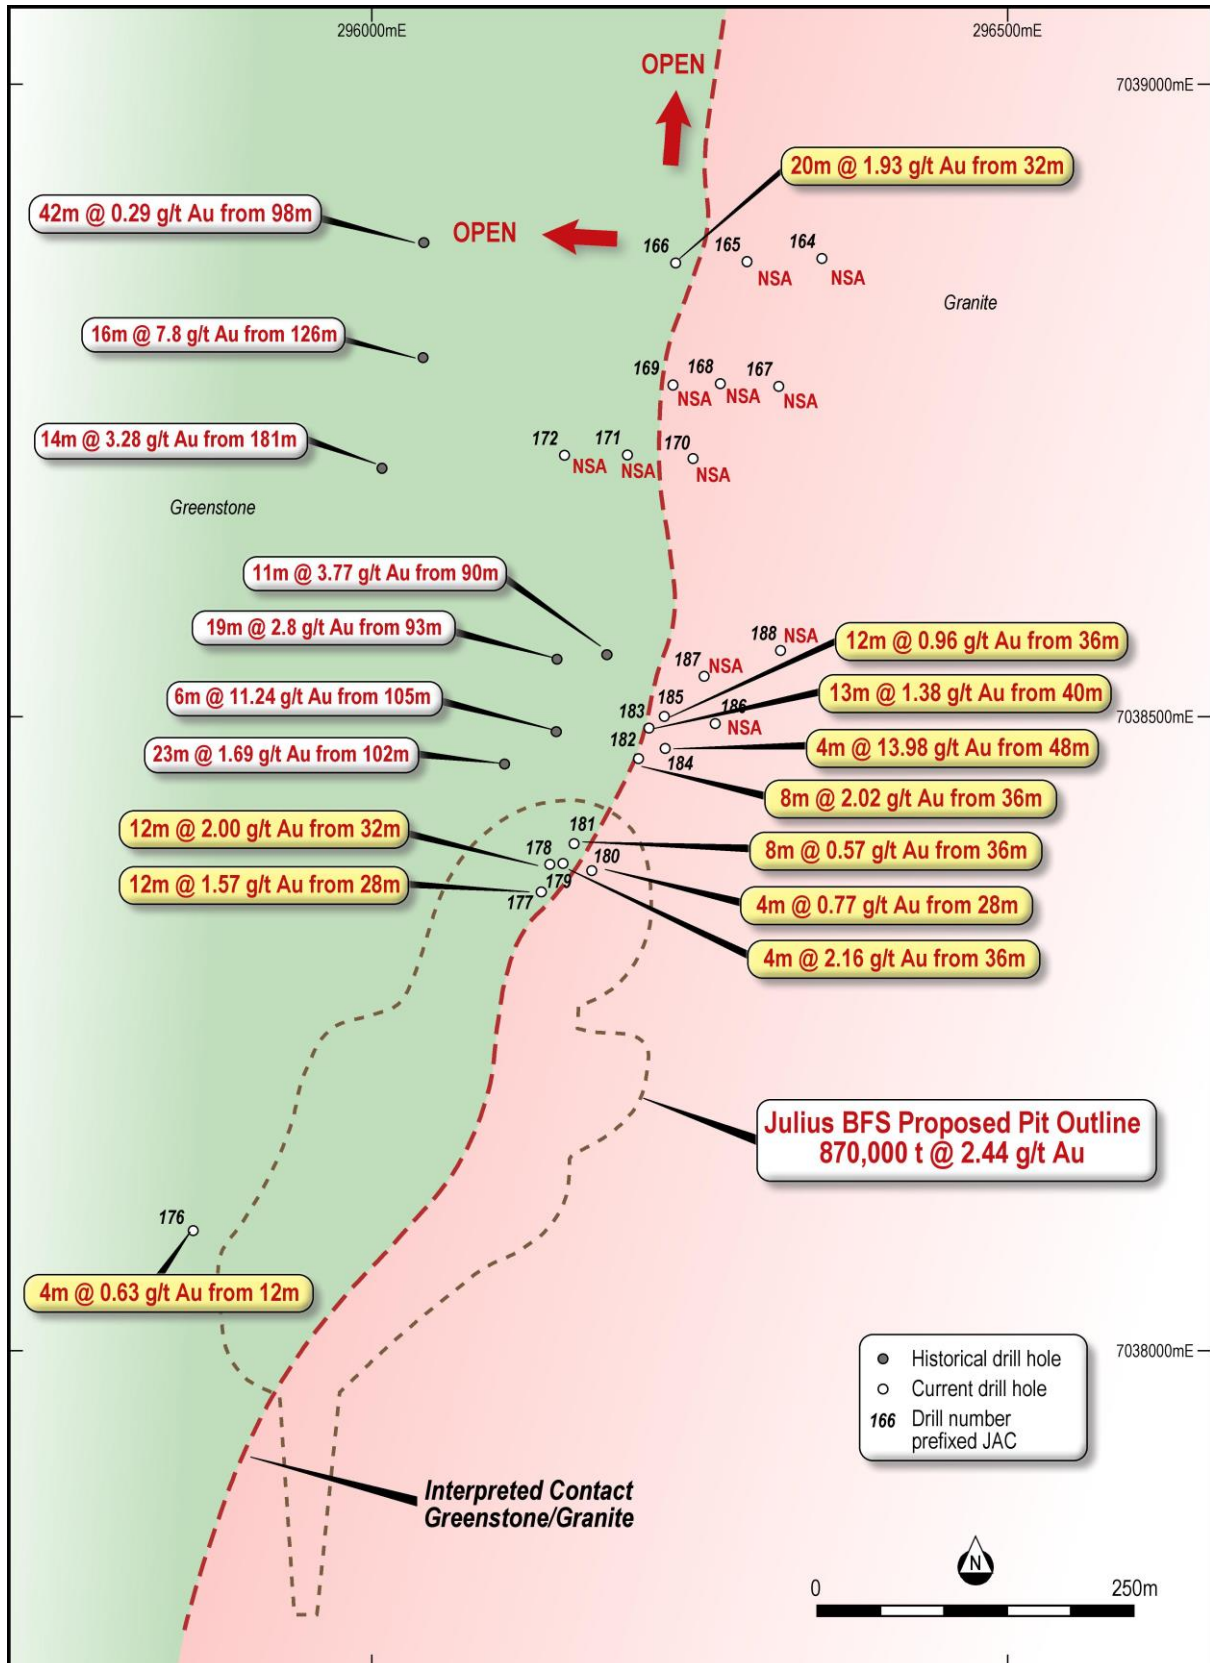 296000mE
296500mE
OPEN
7039000mE
20m @ 1.93 g/t Au from 32m
42m @ 0.29 g/t Au from 98m
OPEN
166
165
164
NSA
NSA
Granite
16m @ 7.8 g/t Au from 126m
169
168
167
NSA
NSA
NSA
14m @ 3.28 g/t Au from 181m
172
171
170
NSA
NSA
NSA
Greenstone
11m @ 3.77 g/t Au from 90m
19m @ 2.8 g/t Au from 93m
188
NSA
187
NSA
12m @ 0.96 g/t Au from 36m
6m @ 11.24 g/t Au from 105m
185
13m @ 1.38 g/t Au from 40m
183
186
NSA
7038500mE
23m @ 1.69 g/t Au from 102m
182
184
4m @ 13.98 g/t Au from 48m
8m @ 2.02 g/t Au from 36m
12m @ 2.00 g/t Au from 32m
181
178
8m @ 0.57 g/t Au from 36m
180
12m @ 1.57 g/t Au from 28m
179
177
4m @ 0.77 g/t Au from 28m
4m @ 2.16 g/t Au from 36m
Julius BFS Proposed Pit Outline
870,000 t @ 2.44 g/t Au
176
4m @ 0.63 g/t Au from 12m
7038000mE
Historical drill hole
Current drill hole
166 Drill number
prefixed JAC
Interpreted Contact
Greenstone/Granite
N
0
250m